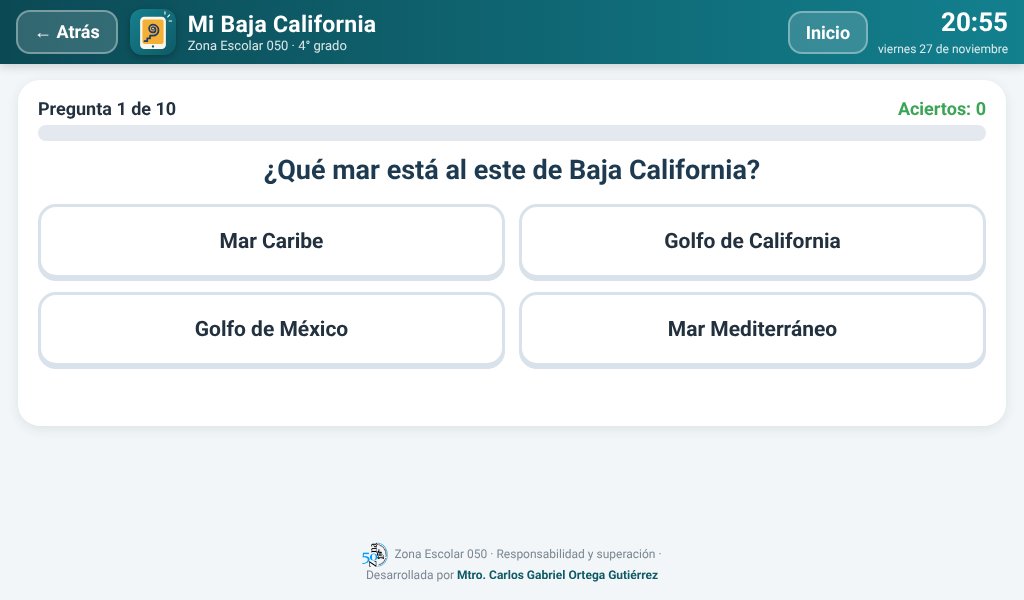 ← Atrás
Mi Baja California
Zona Escolar 050 · 4° grado
Inicio
20:55
viernes 27 de noviembre
Pregunta 1 de 10
Aciertos: 0
¿Qué mar está al este de Baja California?
Mar Caribe
Golfo de California
Golfo de México
Mar Mediterráneo
Zona Escolar 050 · Responsabilidad y superación ·
Desarrollada por Mtro. Carlos Gabriel Ortega Gutiérrez